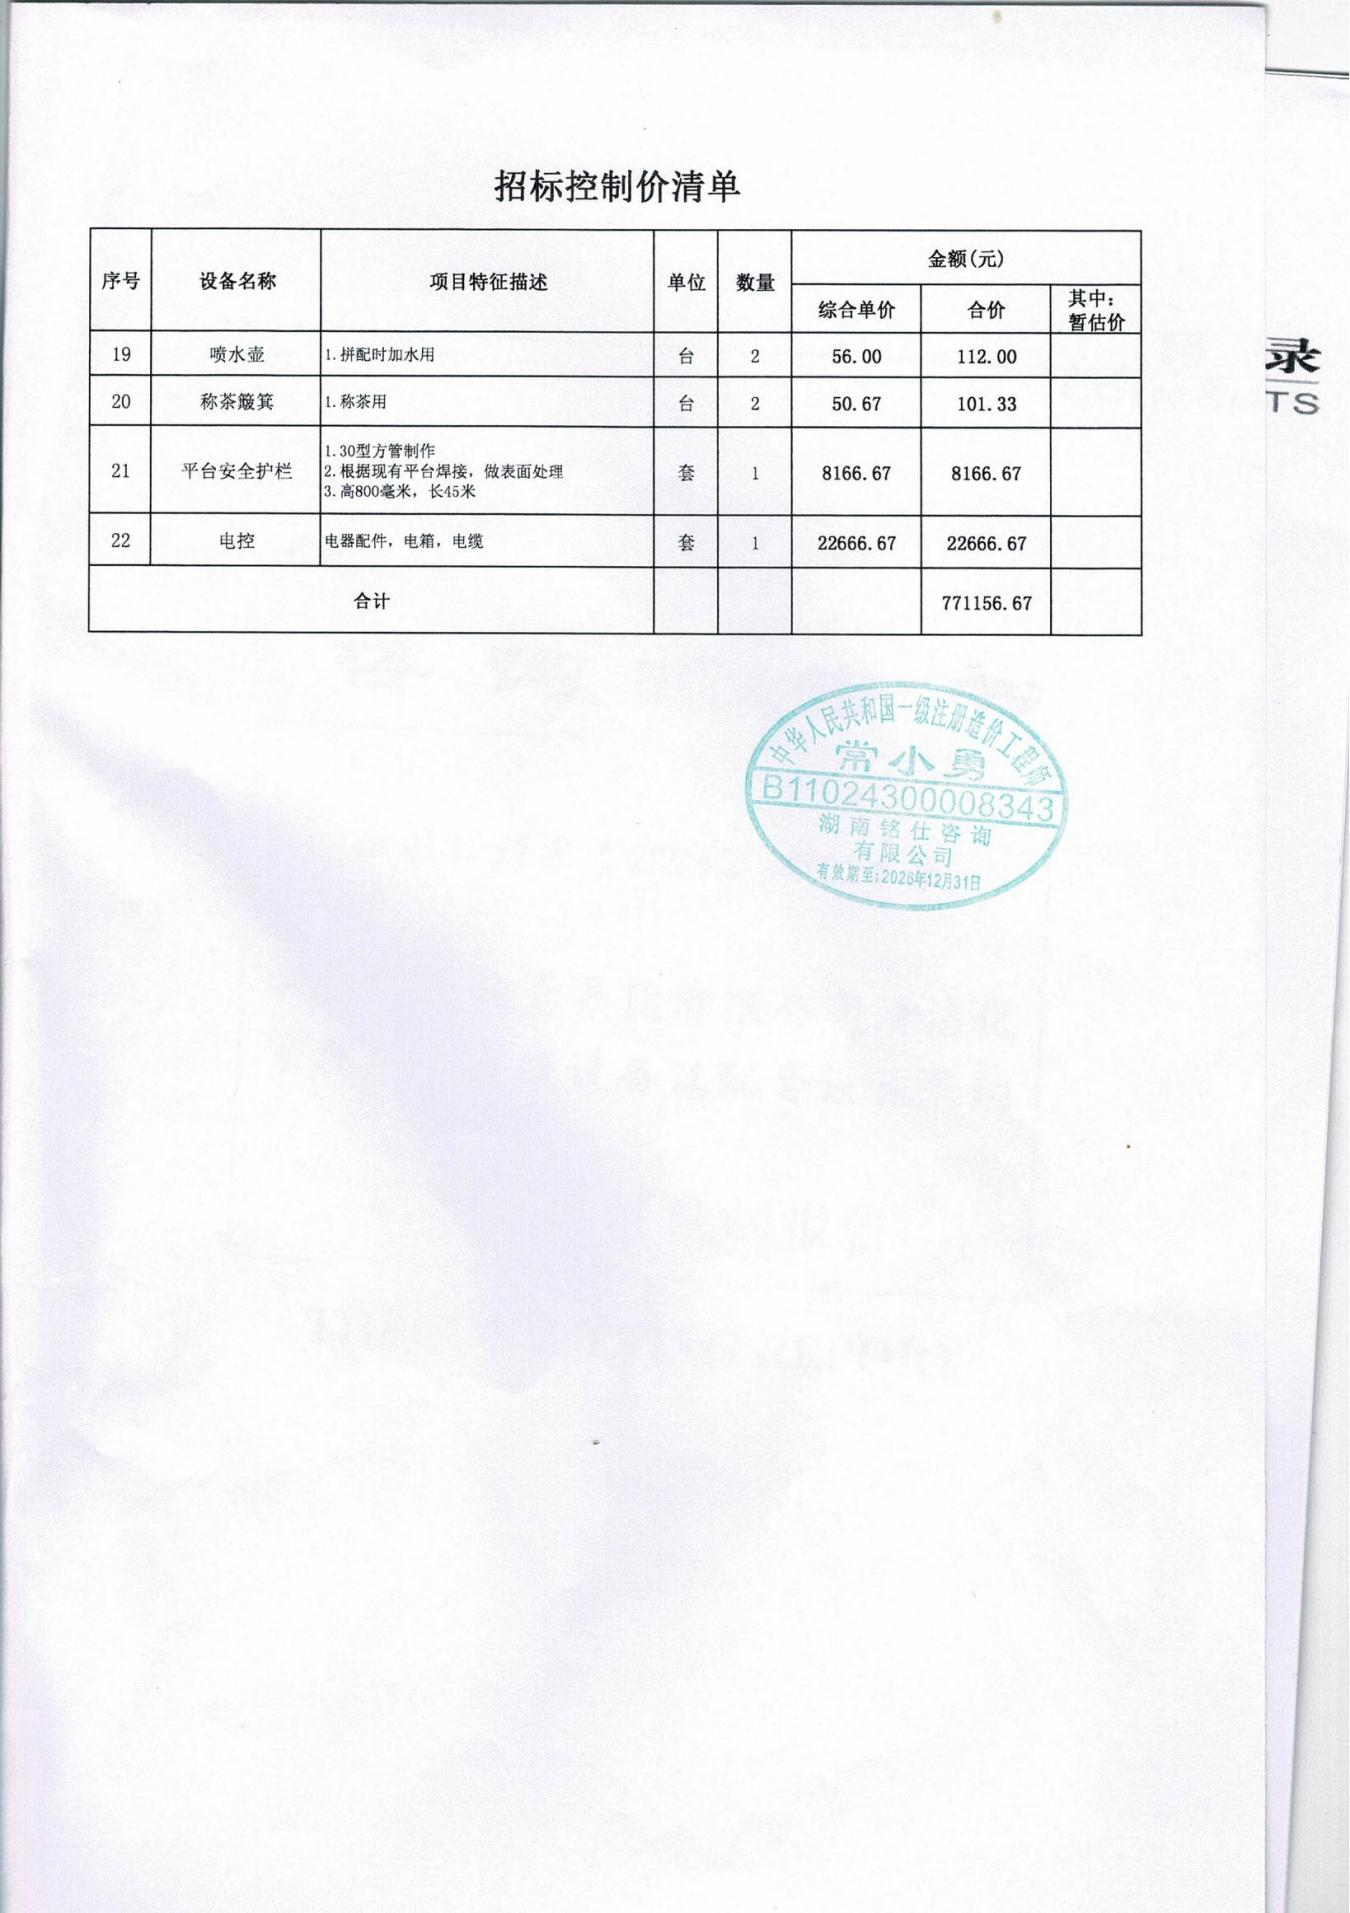 招标控制价清单
序号 设备名称 项目特征描述 单位 数量 金额(元)
综合单价 合价 其中:
暂估价
19 喷水壶 1.拼配时加水用 台 2 56.00 112.00
20 称茶簸箕 1.称茶用 台 2 50.67 101.33
21 平台安全护栏 1.30型方管制作
2.根据现有平台焊接，做表面处理
3.高800毫米，长45米 套 1 8166.67 8166.67
22 电控 电器配件，电箱，电缆 套 1 22666.67 22666.67
合计 771156.67
中华人民共和国一级注册造价工程师
常小勇
B11024300008343
湖南铭仕咨询
有限公司
有效期至:2026年12月31日
录
TS